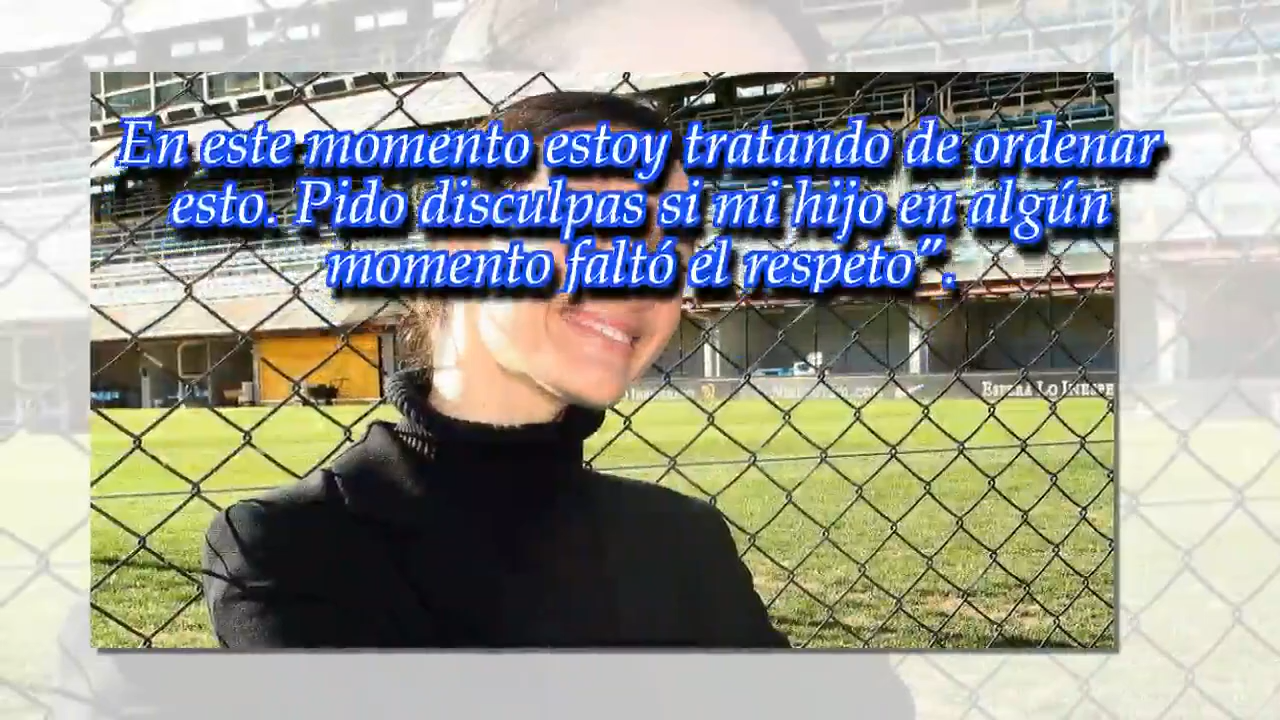 En este momento estoy tratando de ordenar
esto. Pido disculpas si mi hijo en algún
momento faltó el respeto”.